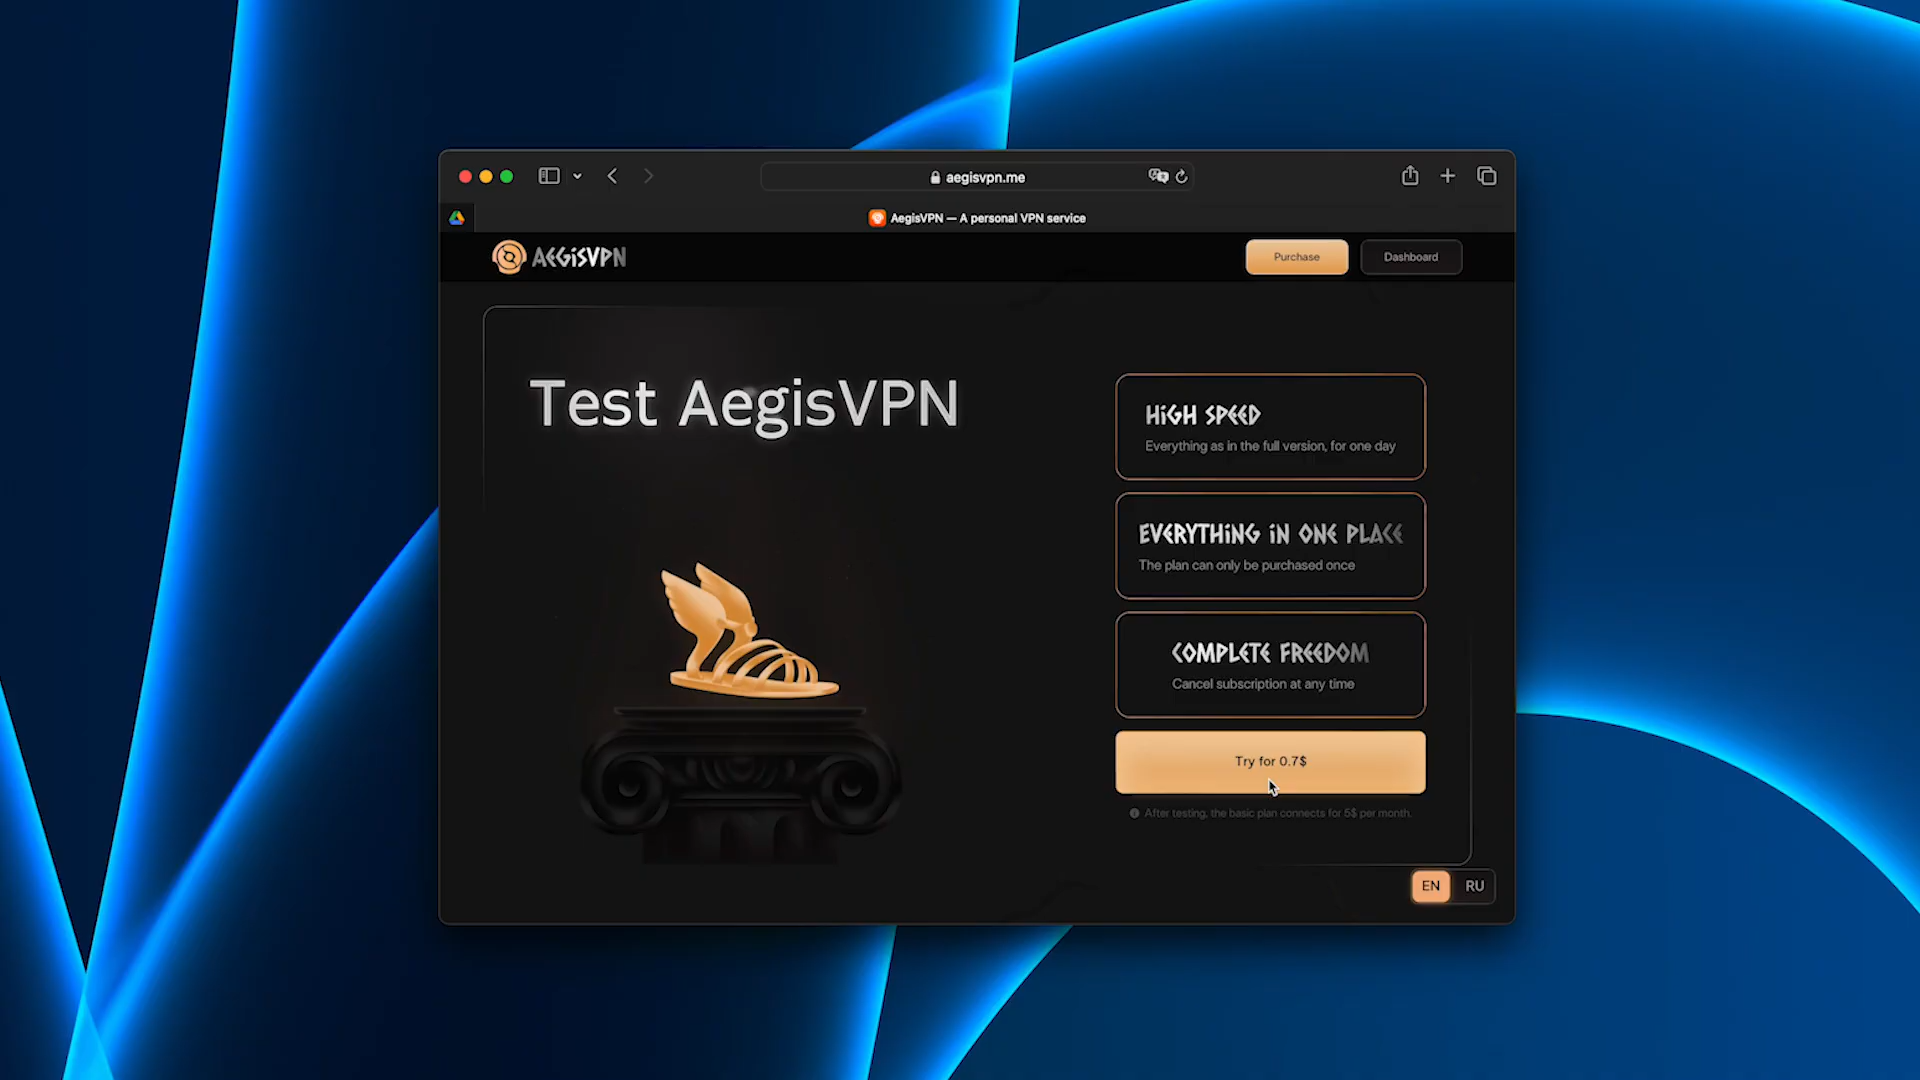 aegisvpn.me
AegisVPN — A personal VPN service
AEGISVPN
Purchase
Dashboard
Test AegisVPN
HIGH SPEED
Everything as in the full version, for one day
EVERYTHING IN ONE PLACE
The plan can only be purchased once
COMPLETE FREEDOM
Cancel subscription at any time
Try for 0.7$
After testing, the basic plan connects for 5$ per month.
EN
RU